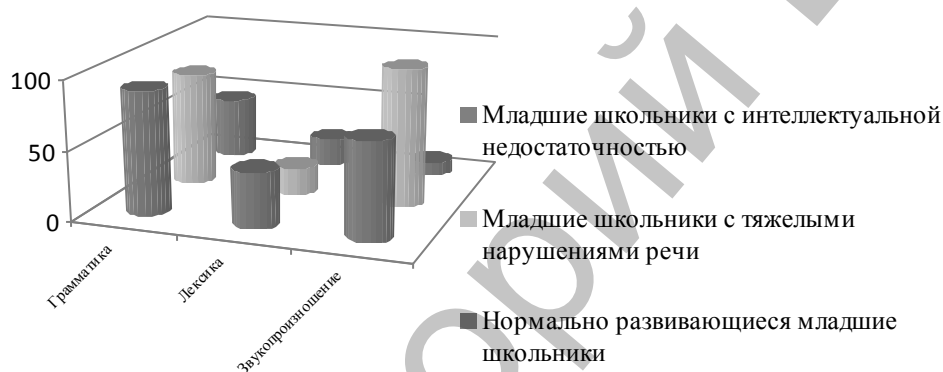 100
50
0
Грамматика
Лексика
Звукопроизношение
Младшие школьники с интеллектуальной
недостаточностью
Младшие школьники с тяжелыми
нарушениями речи
Нормально развивающиеся младшие
школьники